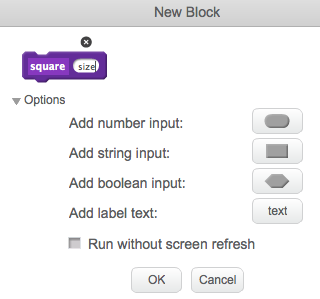 New Block
square size
Options
Add number input:
Add string input:
Add boolean input:
Add label text: text
Run without screen refresh
OK Cancel